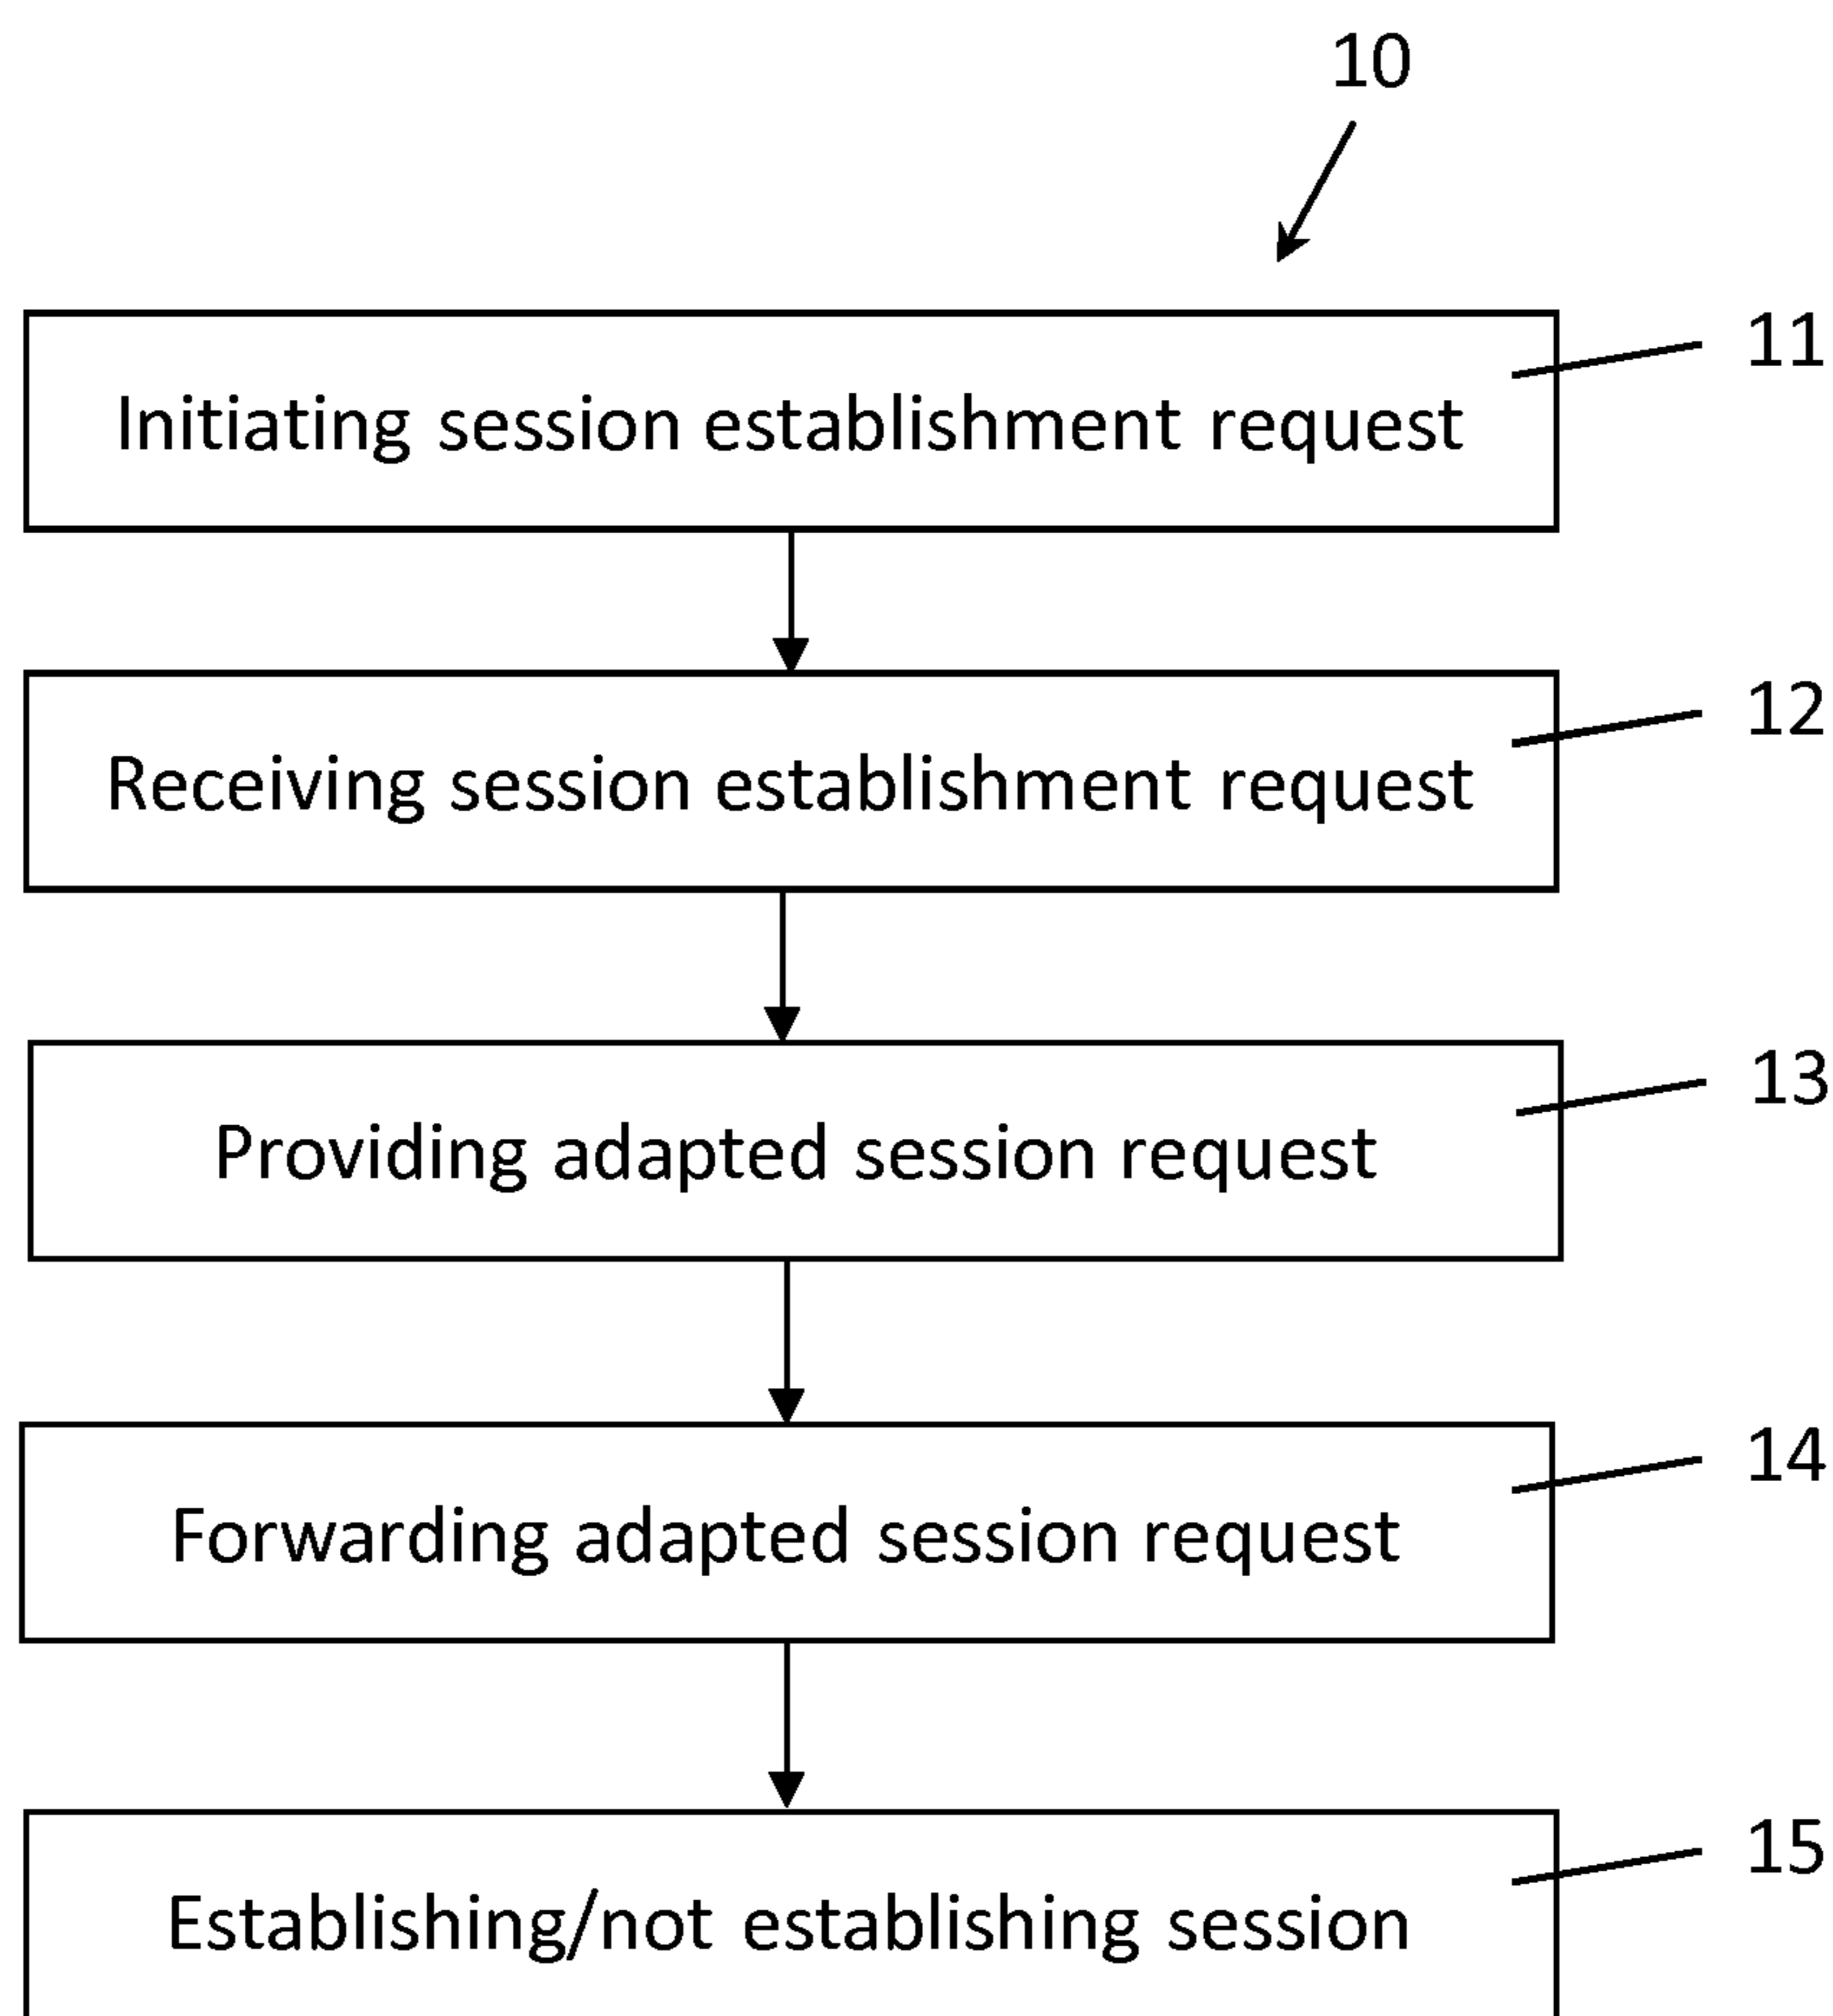 10
11
Initiating session establishment request
12
Receiving session establishment request
13
Providing adapted session request
14
Forwarding adapted session request
15
Establishing/not establishing session